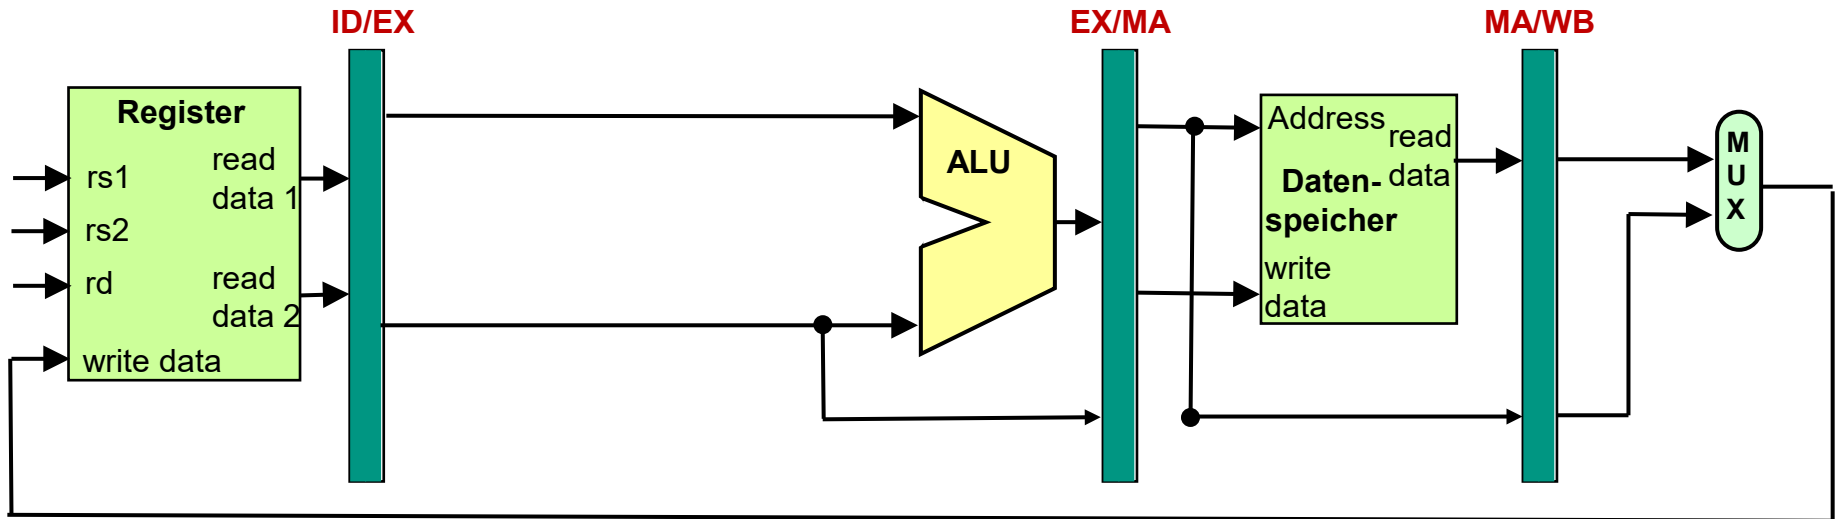 ID/EX
EX/MA
MA/WB
Register
rs1
rs2
rd
write data
read
data 1
read
data 2
ALU
Address
read
data
Daten-
speicher
write
data
M
U
X